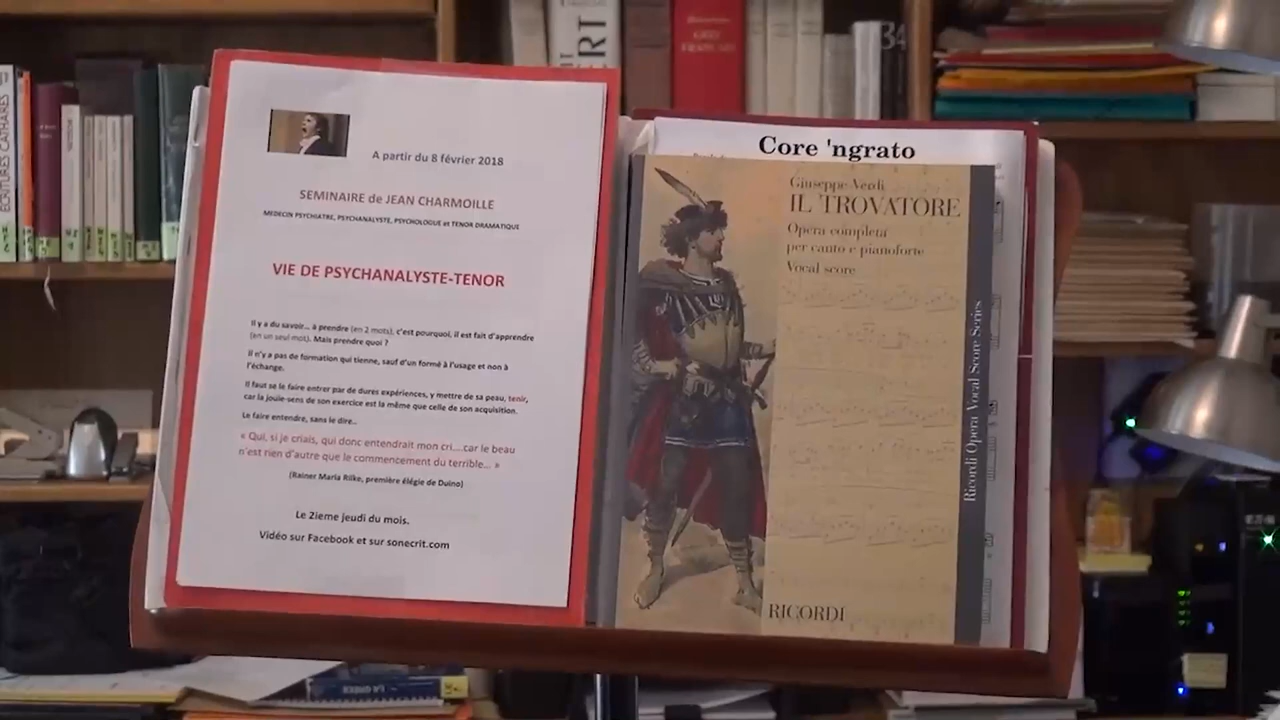 A partir du 8 février 2018
SEMINAIRE de JEAN CHARMOILLE
MEDECIN PSYCHIATRE, PSYCHANALYSTE, PSYCHOLOGUE et TENOR DRAMATIQUE
VIE DE PSYCHANALYSTE-TENOR
Il y a du savoir... à prendre (en 2 mots), c'est pourquoi, il est fait d'apprendre
(en un seul mot). Mais prendre quoi ?
Il n'y a pas de formation qui tienne, sauf d'un formé à l'usage et non à
l'échange.
Il faut se le faire entrer par de dures expériences, y mettre de sa peau, tenir,
car la jouie-sens de son exercice est la même que celle de son acquisition.
Le faire entendre, sans le dire..
« Qui, si je criais, qui donc entendrait mon cri....car le beau
n'est rien d'autre que le commencement du terrible... »
(Rainer Maria Rilke, première élégie de Duino)
Le 2ieme jeudi du mois.
Vidéo sur Facebook et sur sonecrit.com
Core 'ngrato
Giuseppe Verdi
IL TROVATORE
Opera completa
per canto e pianoforte
Vocal score
RICORDI
Ricordi Opera Vocal Score Series
ECRITURES CATHARES
GREC
FRANÇAIS
34